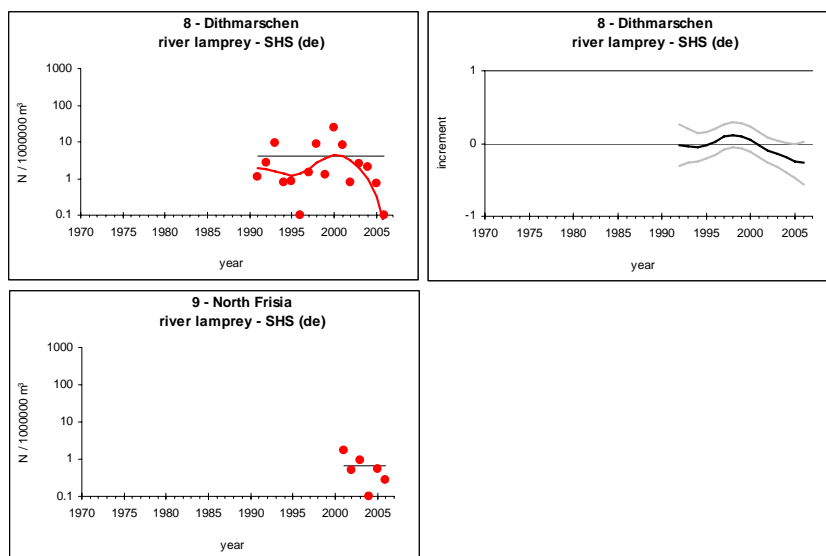 8 - Dithmarschen
river lamprey - SHS (de)
N / 1000000 m³
1000
100
10
1
0.1
1970 1975 1980 1985 1990 1995 2000 2005
year
8 - Dithmarschen
river lamprey - SHS (de)
increment
1
0
-1
1970 1975 1980 1985 1990 1995 2000 2005
year
9 - North Frisia
river lamprey - SHS (de)
N / 1000000 m³
1000
100
10
1
0.1
1970 1975 1980 1985 1990 1995 2000 2005
year